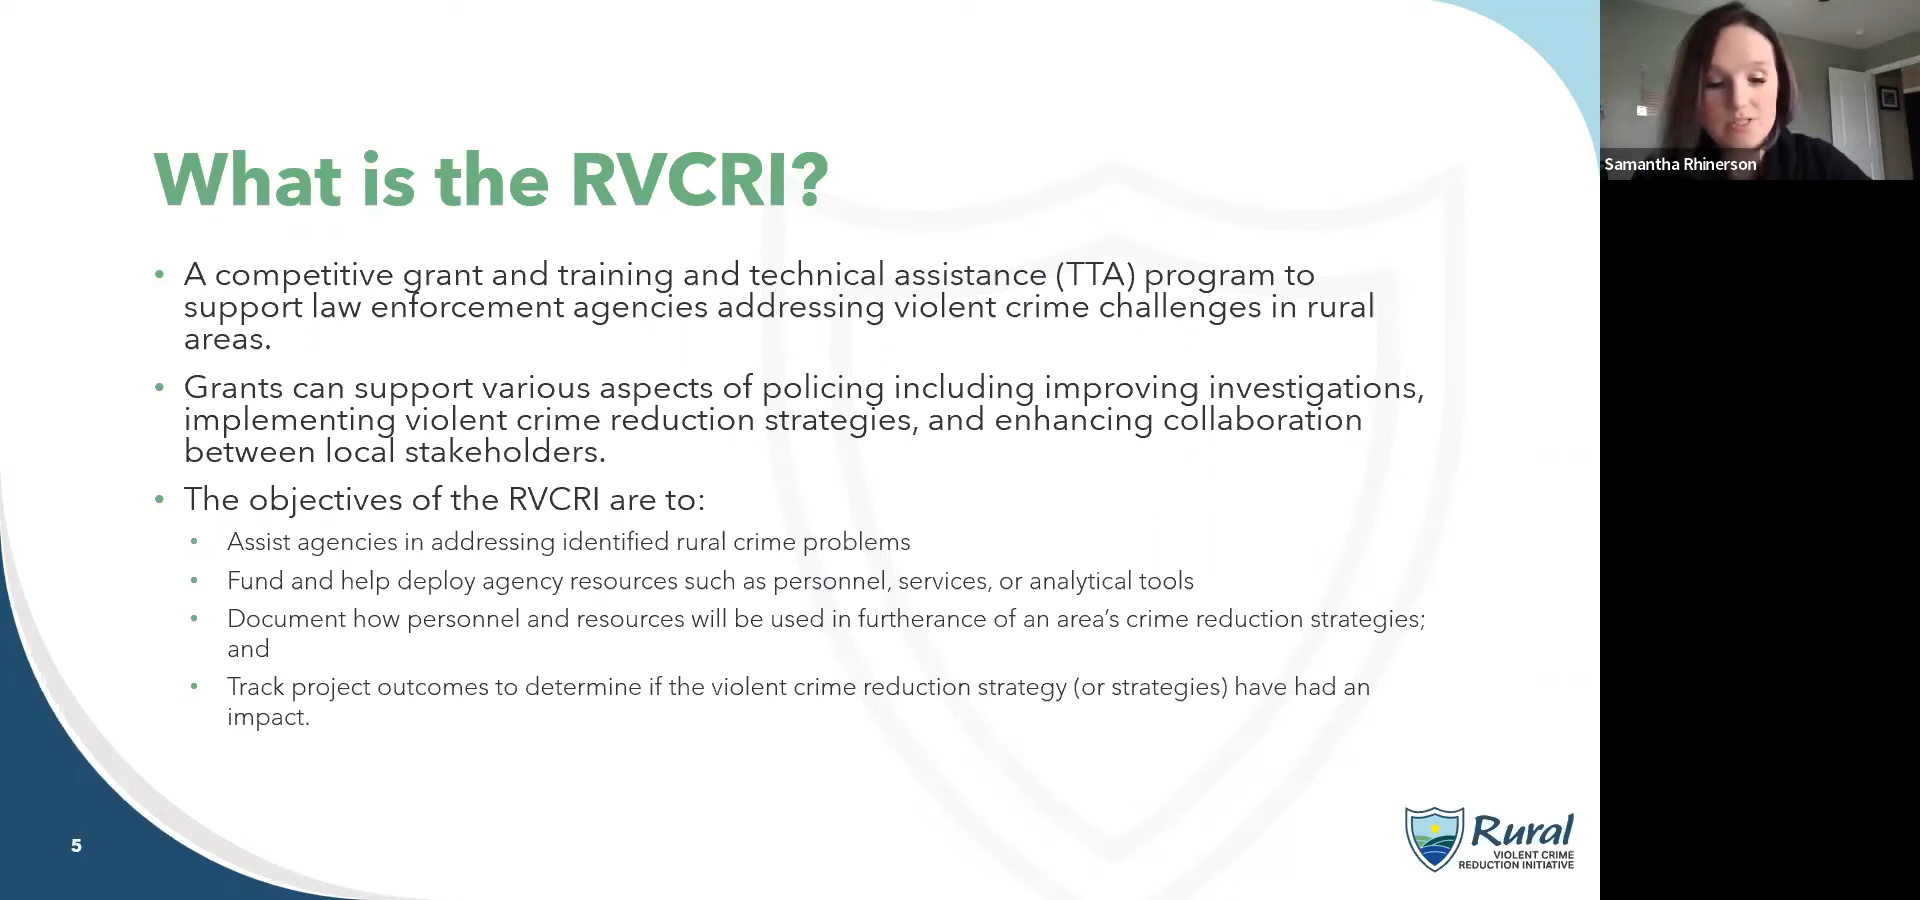 What is the RVCRI?
• A competitive grant and training and technical assistance (TTA) program to
support law enforcement agencies addressing violent crime challenges in rural
areas.
• Grants can support various aspects of policing including improving investigations,
implementing violent crime reduction strategies, and enhancing collaboration
between local stakeholders.
• The objectives of the RVCRI are to:
• Assist agencies in addressing identified rural crime problems
• Fund and help deploy agency resources such as personnel, services, or analytical tools
• Document how personnel and resources will be used in furtherance of an area’s crime reduction strategies;
and
• Track project outcomes to determine if the violent crime reduction strategy (or strategies) have had an
impact.
5
Rural
VIOLENT CRIME
REDUCTION INITIATIVE
Samantha Rhinerson